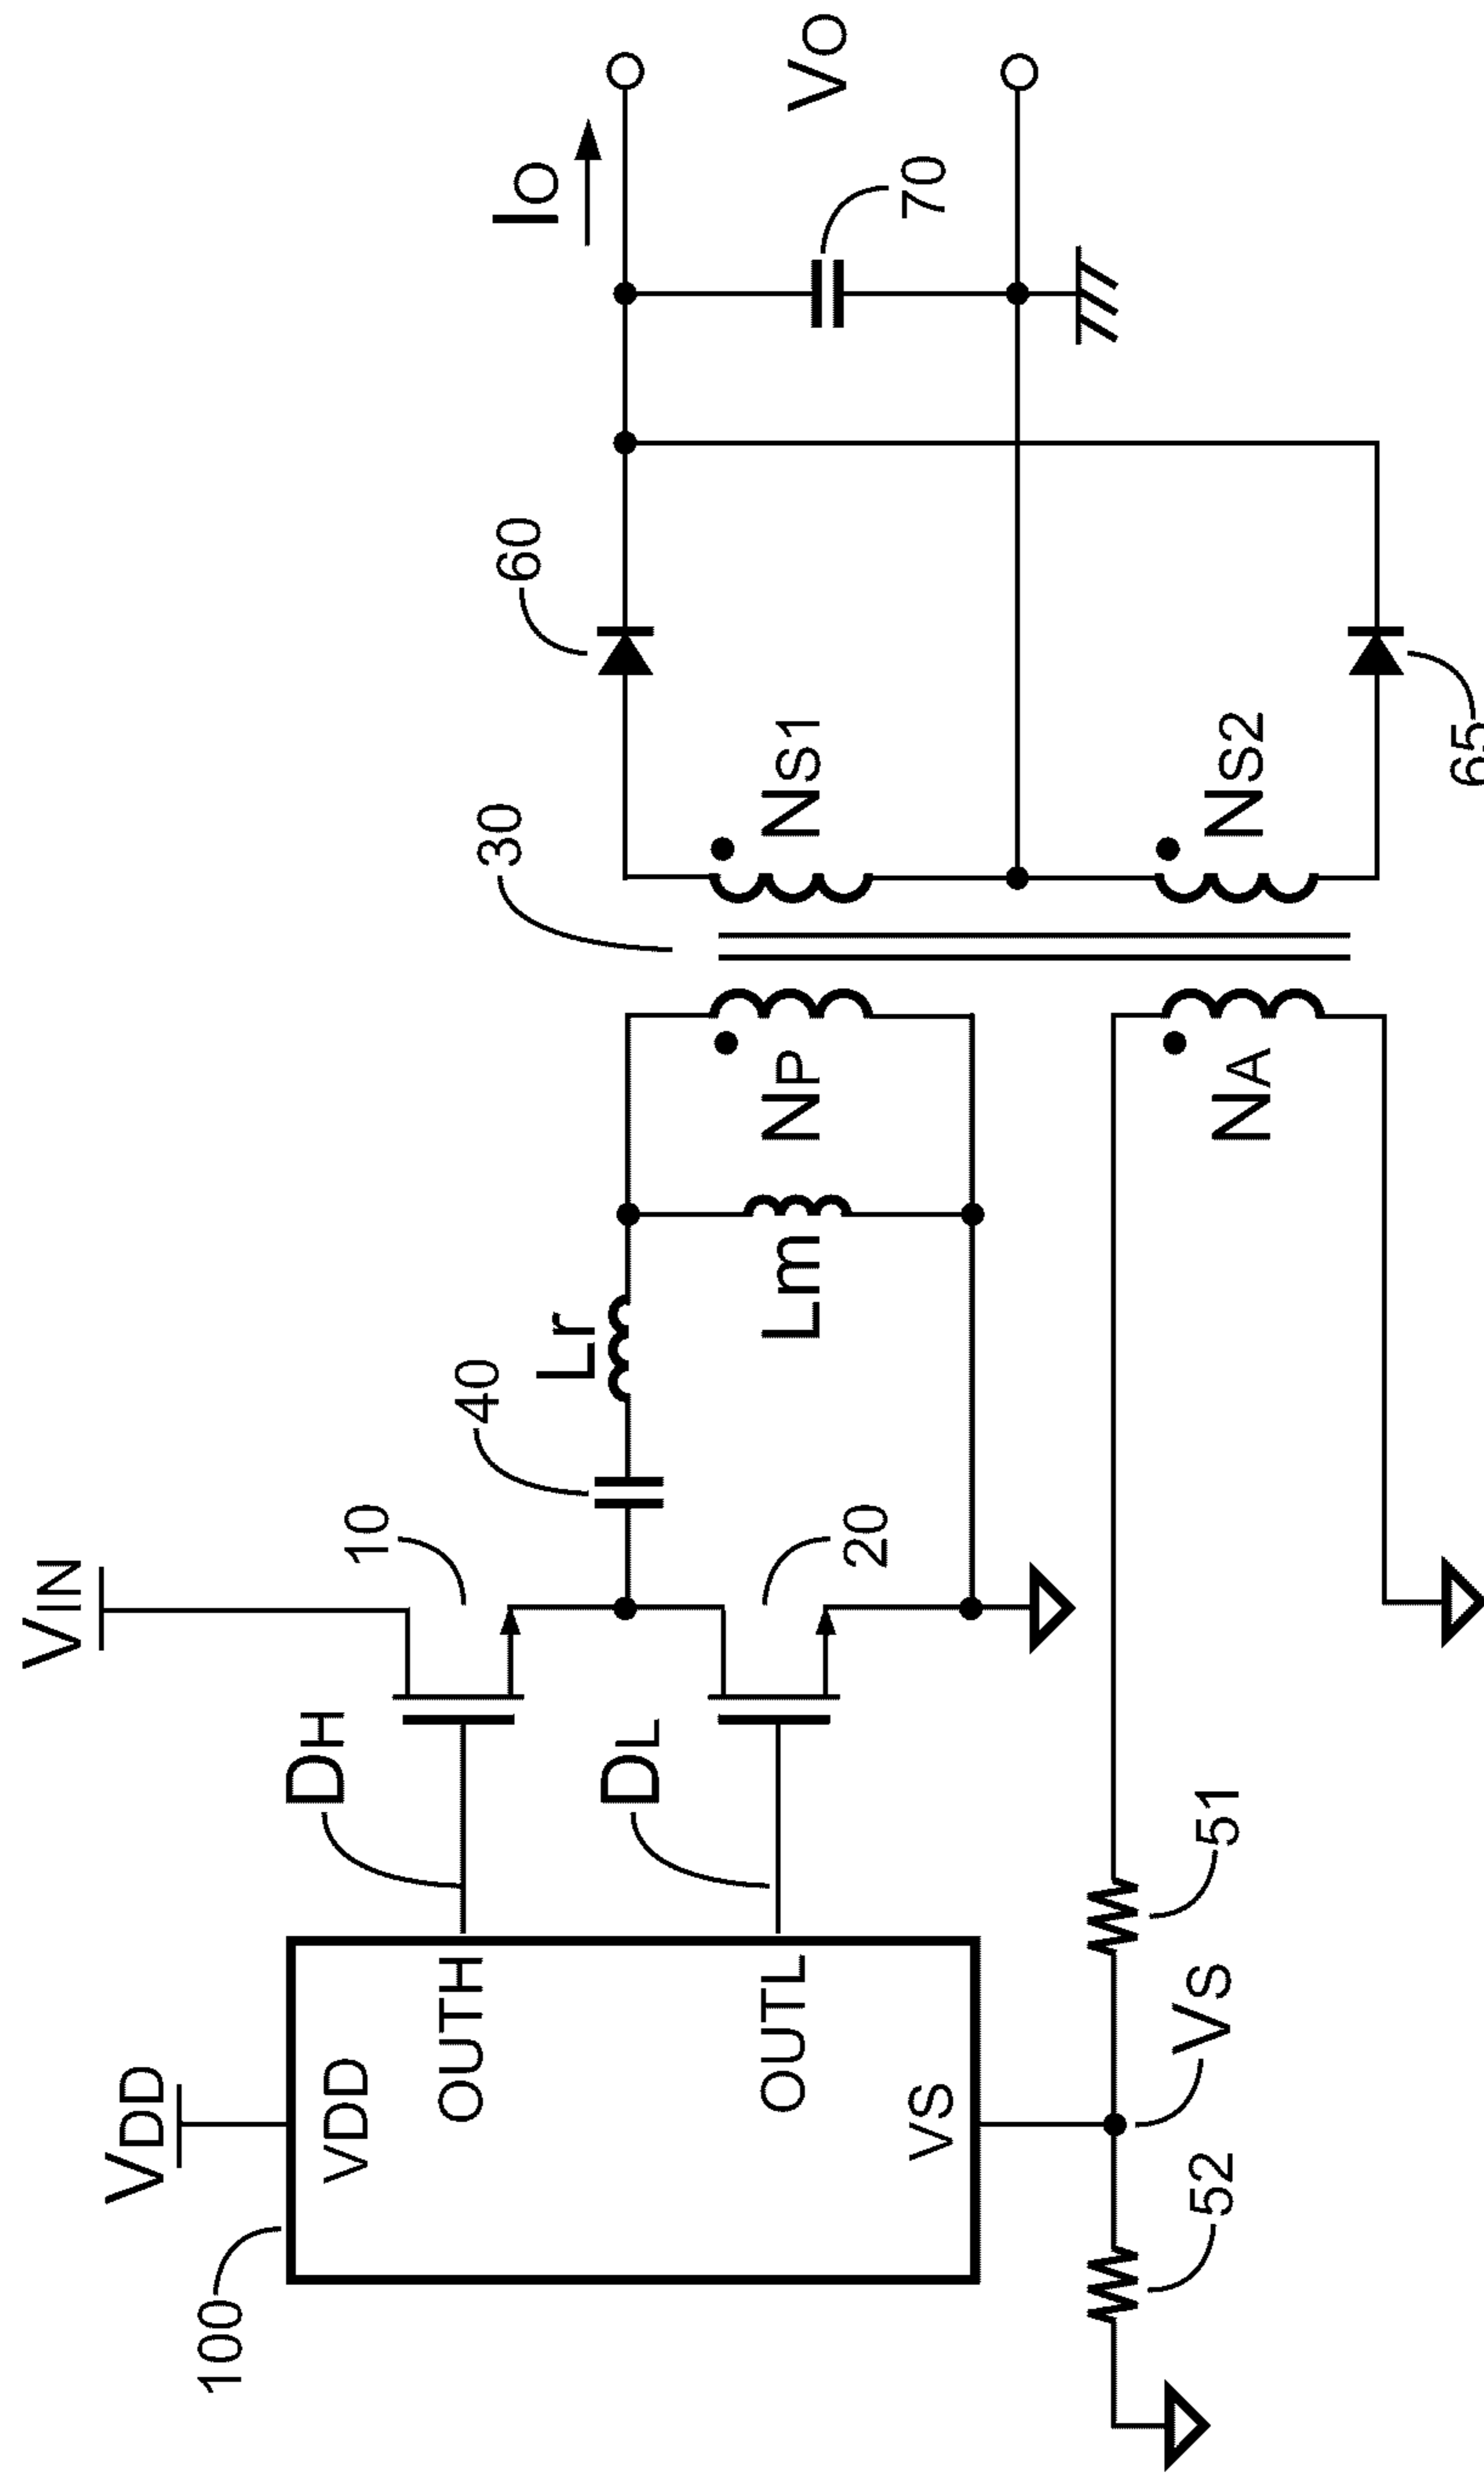 VIN
VDD
100
VDD
OUTH
OUTL
VS
DH
DL
10
20
40
Lr
Lm
NP
NA
30
NS1
NS2
60
65
IO
VO
70
51
VS
52